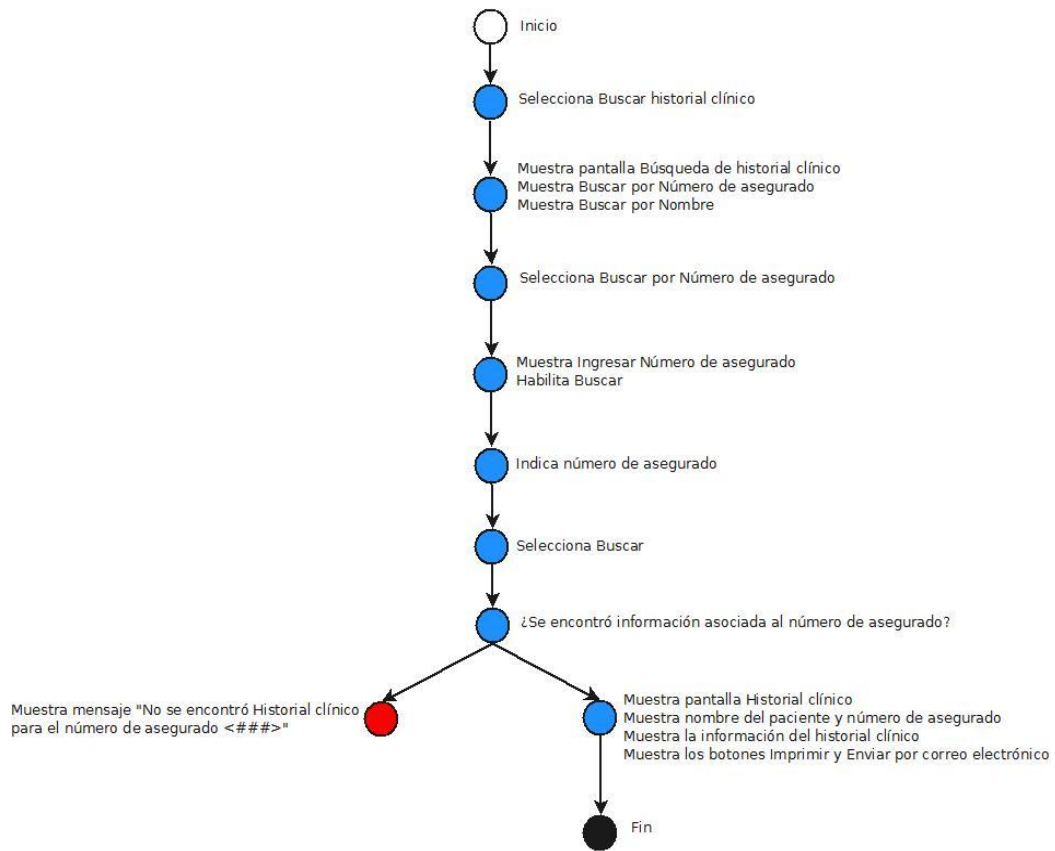 Inicio
Selecciona Buscar historial clínico
Muestra pantalla Búsqueda de historial clínico
Muestra Buscar por Número de asegurado
Muestra Buscar por Nombre
Selecciona Buscar por Número de asegurado
Muestra Ingresar Número de asegurado
Habilita Buscar
Indica número de asegurado
Selecciona Buscar
¿Se encontró información asociada al número de asegurado?
Muestra mensaje "No se encontró Historial clínico
para el número de asegurado <###>"
Muestra pantalla Historial clínico
Muestra nombre del paciente y número de asegurado
Muestra la información del historial clínico
Muestra los botones Imprimir y Enviar por correo electrónico
Fin